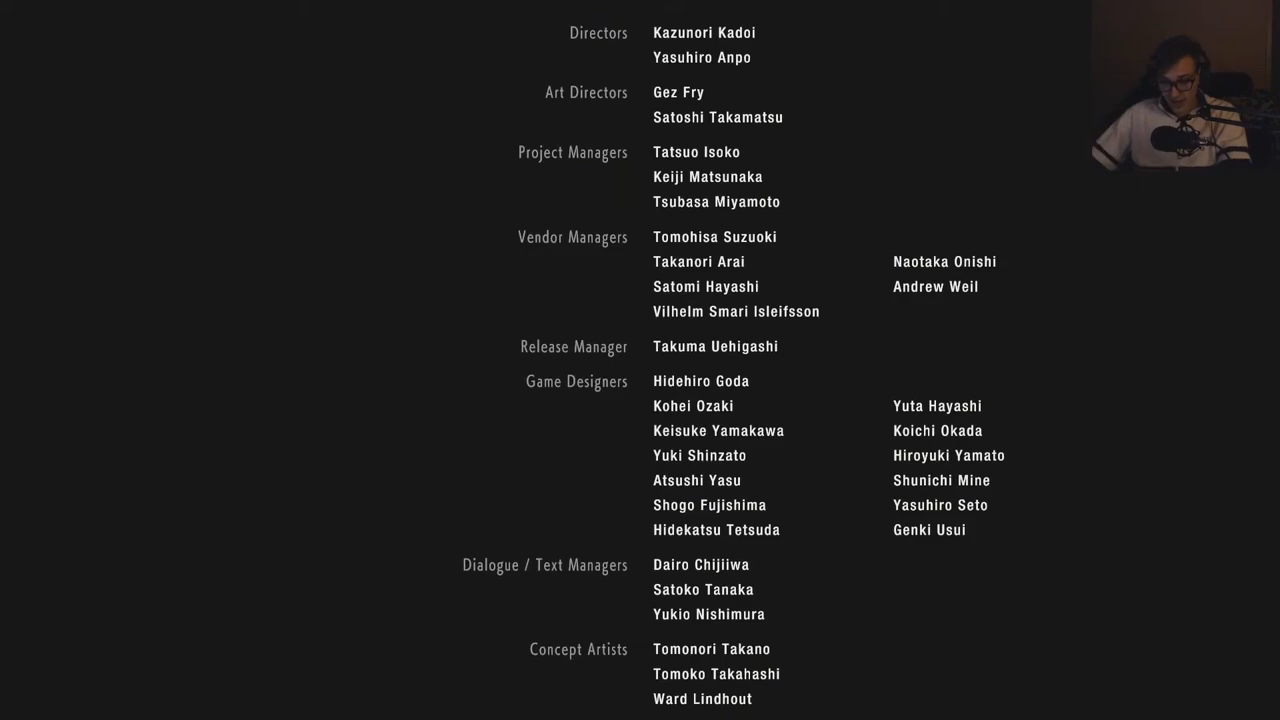 Directors Kazunori Kadoi
Yasuhiro Anpo
Art Directors Gez Fry
Satoshi Takamatsu
Project Managers Tatsuo Isoko
Keiji Matsunaka
Tsubasa Miyamoto
Vendor Managers Tomohisa Suzuoki
Takanori Arai Naotaka Onishi
Satomi Hayashi Andrew Weil
Vilhelm Smari Isleifsson
Release Manager Takuma Uehigashi
Game Designers Hidehiro Goda
Kohei Ozaki Yuta Hayashi
Keisuke Yamakawa Koichi Okada
Yuki Shinzato Hiroyuki Yamato
Atsushi Yasu Shunichi Mine
Shogo Fujishima Yasuhiro Seto
Hidekatsu Tetsuda Genki Usui
Dialogue / Text Managers Dairo Chijiiwa
Satoko Tanaka
Yukio Nishimura
Concept Artists Tomonori Takano
Tomoko Takahashi
Ward Lindhout